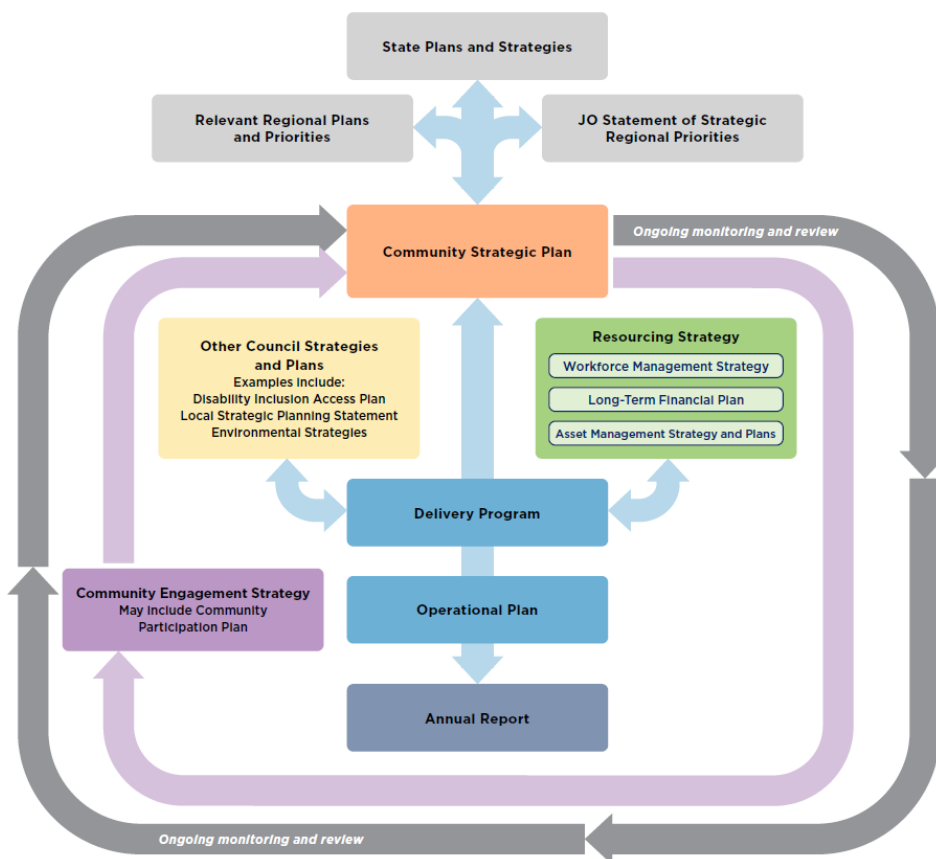 State Plans and Strategies
Relevant Regional Plans
and Priorities
JO Statement of Strategic
Regional Priorities
Community Strategic Plan
Ongoing monitoring and review
Other Council Strategies
and Plans
Examples include:
Disability Inclusion Access Plan
Local Strategic Planning Statement
Environmental Strategies
Resourcing Strategy
Workforce Management Strategy
Long-Term Financial Plan
Asset Management Strategy and Plans
Delivery Program
Community Engagement Strategy
May include Community
Participation Plan
Operational Plan
Annual Report
Ongoing monitoring and review